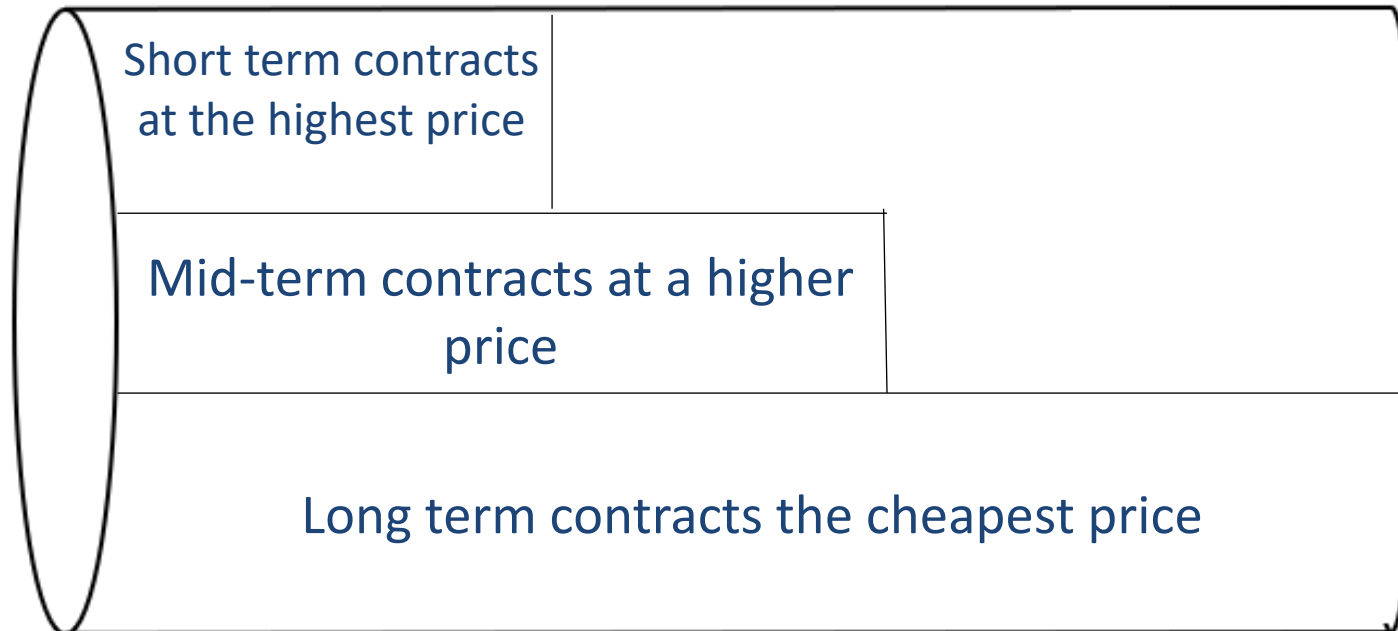 Short term contracts
at the highest price
Mid-term contracts at a higher
price
Long term contracts the cheapest price